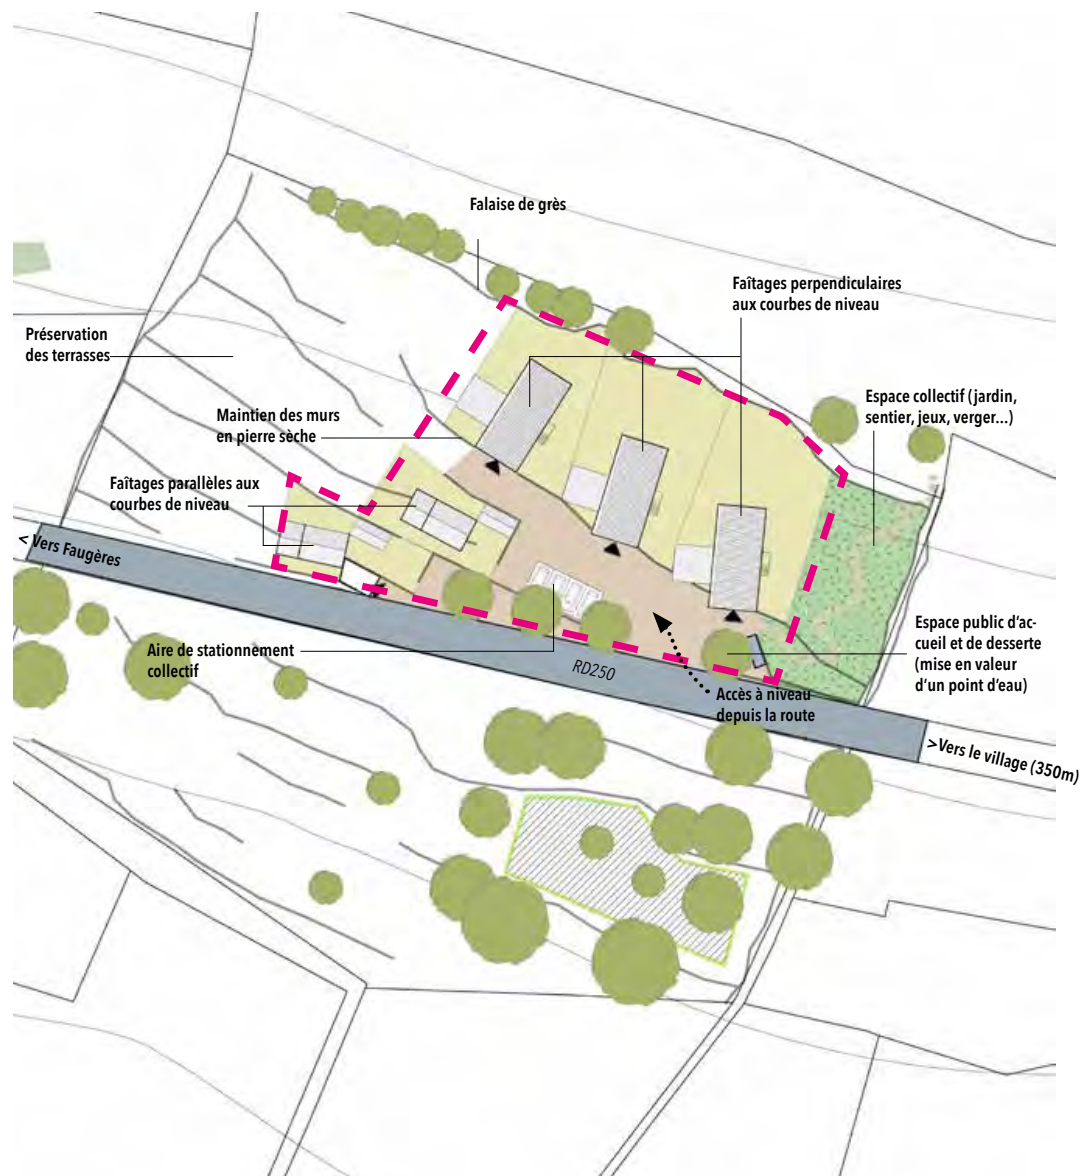 Falaise de grès
Faîtages perpendiculaires
aux courbes de niveau
Préservation
des terrasses
Espace collectif (jardin,
sentier, jeux, verger...)
Maintien des murs
en pierre sèche
Faîtages parallèles aux
courbes de niveau
< Vers Faugères
Espace public d'ac-
cueil et de desserte
(mise en valeur
d'un point d'eau)
Aire de stationnement
collectif
RD250
Accès à niveau
depuis la route
>Vers le village (350m)